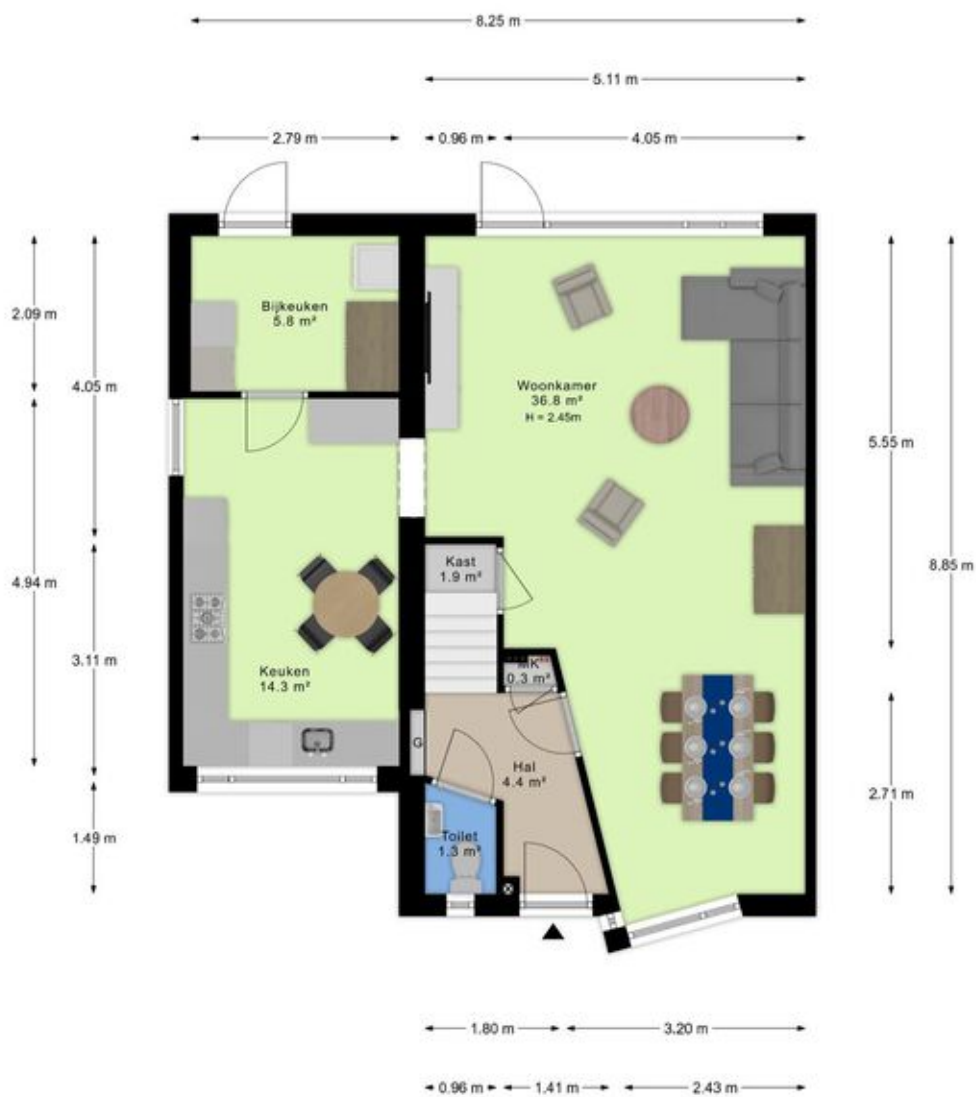 8.25 m
5.11 m
2.79 m
0.96 m
4.05 m
2.09 m
4.05 m
Bijkeuken
5.8 m²
Woonkamer
36.8 m²
H = 2.45m
5.55 m
8.85 m
4.94 m
Kast
1.9 m²
3.11 m
Keuken
14.3 m²
MK
0.3 m²
G
Hal
4.4 m²
2.71 m
1.49 m
Toilet
1.3 m²
1.80 m
3.20 m
0.96 m
1.41 m
2.43 m